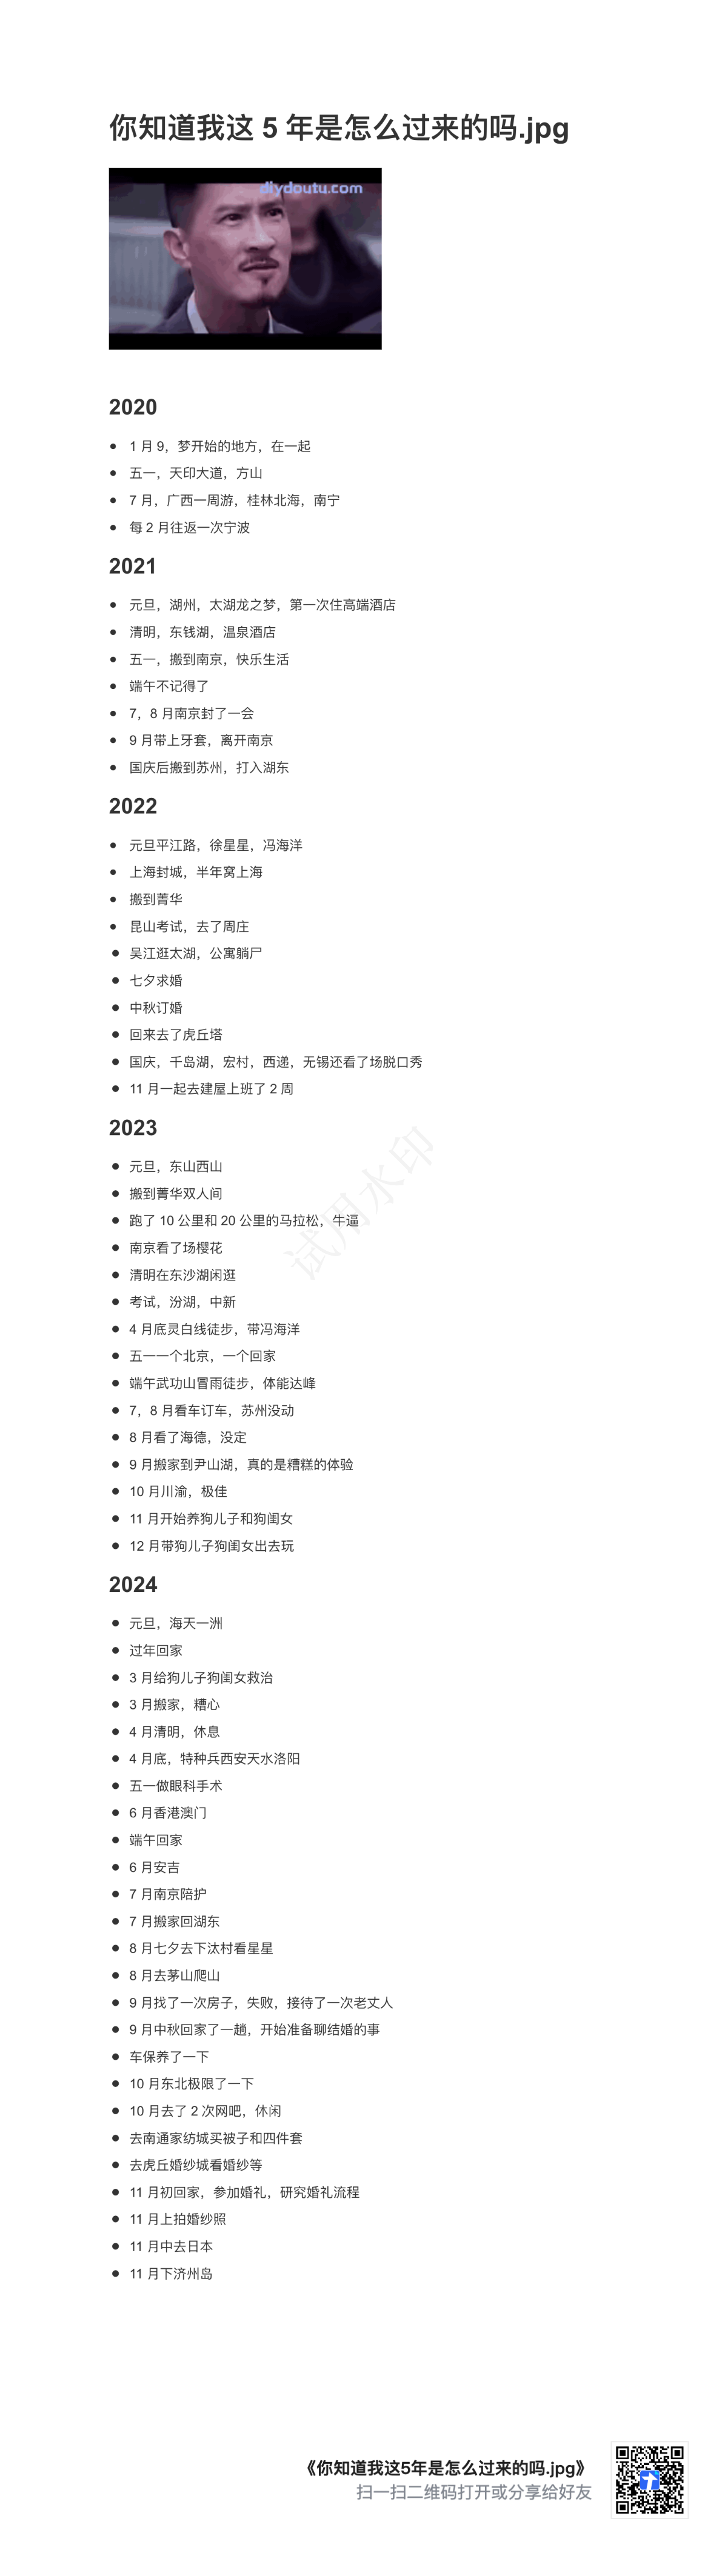 你知道我这 5 年是怎么过来的吗.jpg
diydoutu.com
2020
1 月 9，梦开始的地方，在一起
五一，天印大道，方山
7 月，广西一周游，桂林北海，南宁
每 2 月往返一次宁波
2021
元旦，湖州，太湖龙之梦，第一次住高端酒店
清明，东钱湖，温泉酒店
五一，搬到南京，快乐生活
端午不记得了
7，8 月南京封了一会
9 月带上牙套，离开南京
国庆后搬到苏州，打入湖东
2022
元旦平江路，徐星星，冯海洋
上海封城，半年窝上海
搬到菁华
昆山考试，去了周庄
吴江逛太湖，公寓躺尸
七夕求婚
中秋订婚
回来去了虎丘塔
国庆，千岛湖，宏村，西递，无锡还看了场脱口秀
11 月一起去建屋上班了 2 周
2023
元旦，东山西山
搬到菁华双人间
跑了 10 公里和 20 公里的马拉松，牛逼
南京看了场樱花
清明在东沙湖闲逛
考试，汾湖，中新
4 月底灵白线徒步，带冯海洋
五一一个北京，一个回家
端午武功山冒雨徒步，体能达峰
7，8 月看车订车，苏州没动
8 月看了海德，没定
9 月搬家到尹山湖，真的是糟糕的体验
10 月川渝，极佳
11 月开始养狗儿子和狗闺女
12 月带狗儿子狗闺女出去玩
试用水印
2024
元旦，海天一洲
过年回家
3 月给狗儿子狗闺女救治
3 月搬家，糟心
4 月清明，休息
4 月底，特种兵西安天水洛阳
五一做眼科手术
6 月香港澳门
端午回家
6 月安吉
7 月南京陪护
7 月搬家回湖东
8 月七夕去下汰村看星星
8 月去茅山爬山
9 月找了一次房子，失败，接待了一次老丈人
9 月中秋回家了一趟，开始准备聊结婚的事
车保养了一下
10 月东北极限了一下
10 月去了 2 次网吧，休闲
去南通家纺城买被子和四件套
去虎丘婚纱城看婚纱等
11 月初回家，参加婚礼，研究婚礼流程
11 月上拍婚纱照
11 月中去日本
11 月下济州岛
《你知道我这5年是怎么过来的吗.jpg》
扫一扫二维码打开或分享给好友